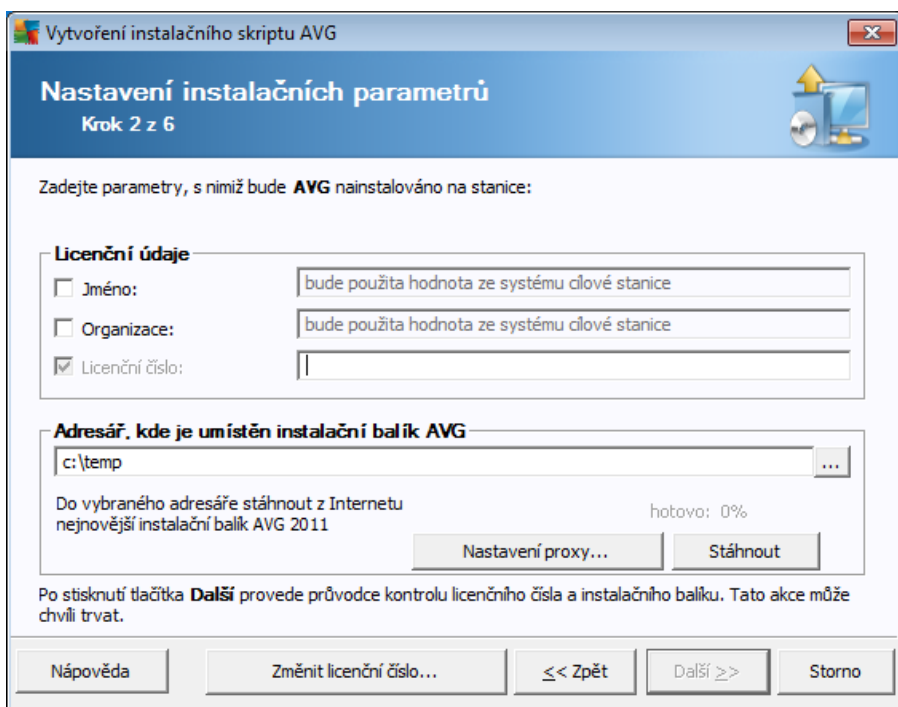 Vytvoření instalačního skriptu AVG
Nastavení instalačních parametrů
Krok 2 z 6
Zadejte parametry, s nimiž bude AVG nainstalováno na stanice:
Licenční údaje
Jméno: bude použita hodnota ze systému cílové stanice
Organizace: bude použita hodnota ze systému cílové stanice
Licenční číslo:
Adresář, kde je umístěn instalační balík AVG
c:\temp ...
Do vybraného adresáře stáhnout z Internetu
nejnovější instalační balík AVG 2011
hotovo: 0%
Nastavení proxy... Stáhnout
Po stisknutí tlačítka Další provede průvodce kontrolu licenčního čísla a instalačního balíku. Tato akce může
chvíli trvat.
Nápověda Změnit licenční číslo... << Zpět Další >> Storno